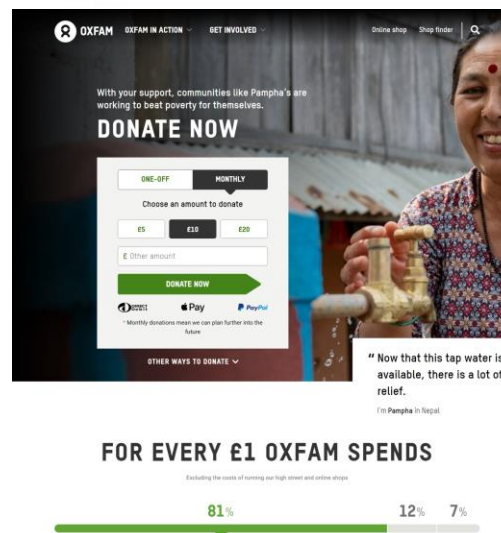 OXFAM
OXFAM IN ACTION
GET INVOLVED
Online shop
Shop finder
With your support, communities like Pampha's are
working to beat poverty for themselves.
DONATE NOW
ONE-OFF
MONTHLY
Choose an amount to donate
£5
£10
£20
£ Other amount
DONATE NOW
DIRECT Debit
Pay
PayPal
* Monthly donations mean we can plan further into the
future
OTHER WAYS TO DONATE
“ Now that this tap water is
available, there is a lot of
relief.
I'm Pampha in Nepal
FOR EVERY £1 OXFAM SPENDS
Excluding the costs of running our high street and online shops
81%
12%
7%